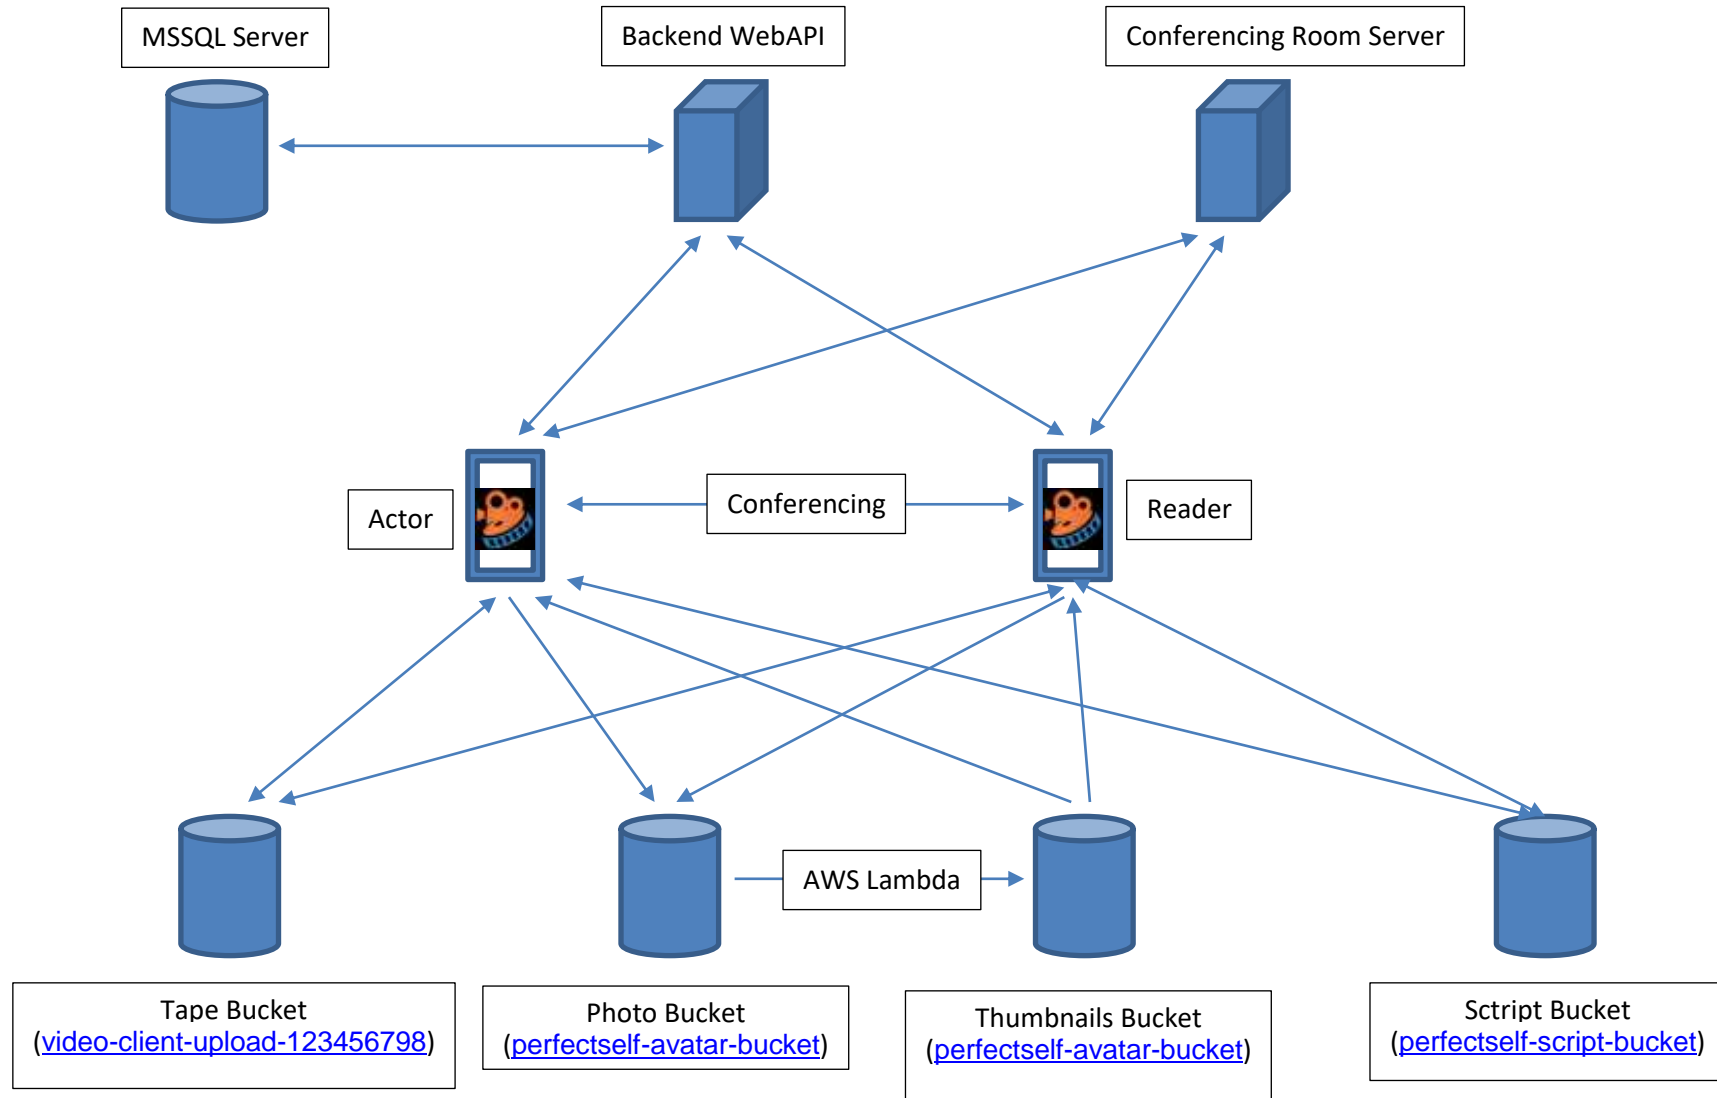 MSSQL Server
Backend WebAPI
Conferencing Room Server
Actor
Conferencing
Reader
AWS Lambda
Tape Bucket
(video-client-upload-123456798)
Photo Bucket
(perfectself-avatar-bucket)
Thumbnails Bucket
(perfectself-avatar-bucket)
Sctript Bucket
(perfectself-script-bucket)